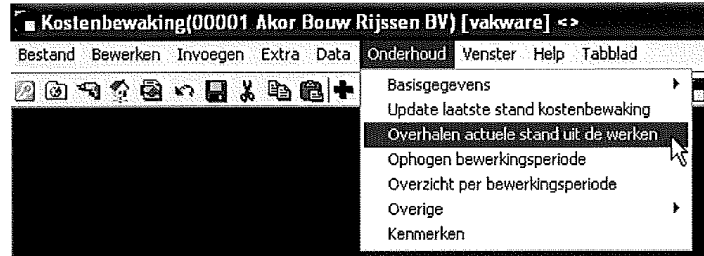 Kostenbewaking(00001 Akor Bouw Rijssen BV) [vakware] <>
Bestand Bewerken Invoegen Extra Data Onderhoud Venster Help Tabblad
Basisgegevens
Update laatste stand kostenbewaking
Overhalen actuele stand uit de werken
Ophogen bewerkingsperiode
Overzicht per bewerkingsperiode
Overige
Kenmerken